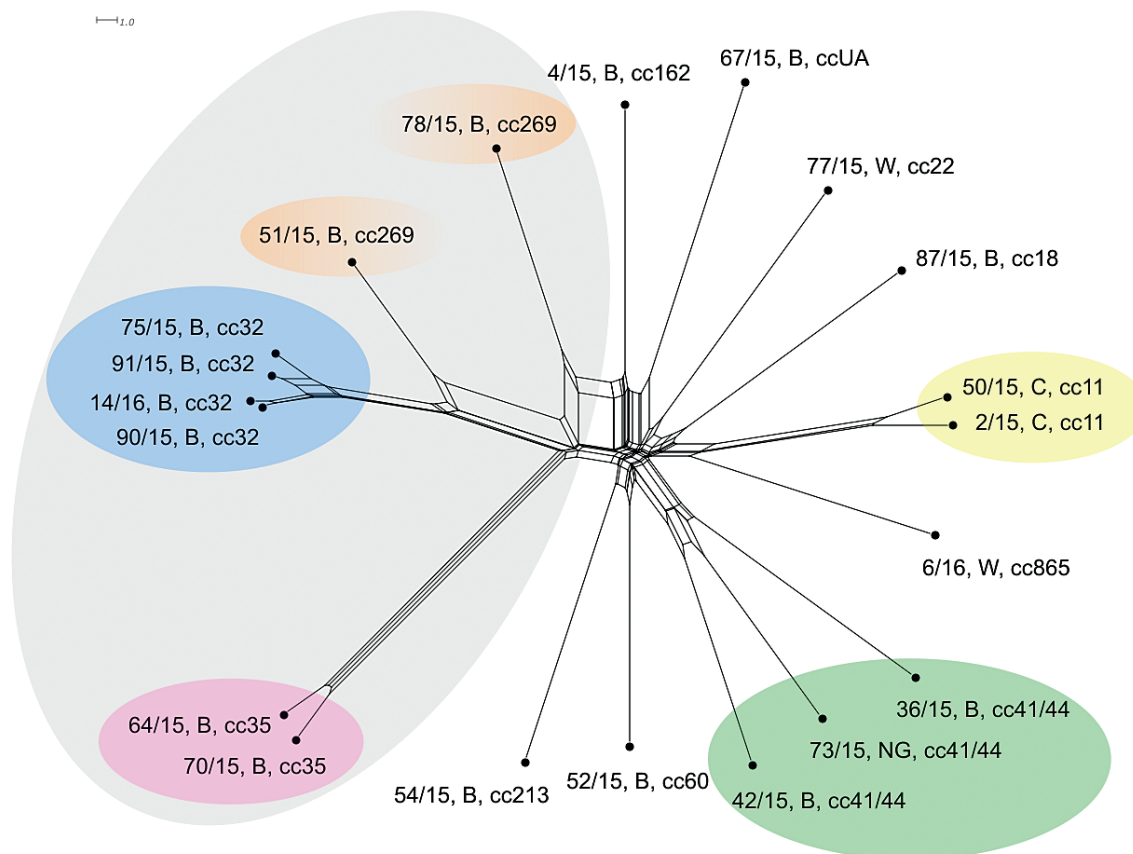 1.0
67/15, B, ccUA
4/15, B, cc162
78/15, B, cc269
77/15, W, cc22
51/15, B, cc269
87/15, B, cc18
75/15, B, cc32
91/15, B, cc32
50/15, C, cc11
14/16, B, cc32
2/15, C, cc11
90/15, B, cc32
6/16, W, cc865
36/15, B, cc41/44
64/15, B, cc35
73/15, NG, cc41/44
70/15, B, cc35
52/15, B, cc60
54/15, B, cc213
42/15, B, cc41/44